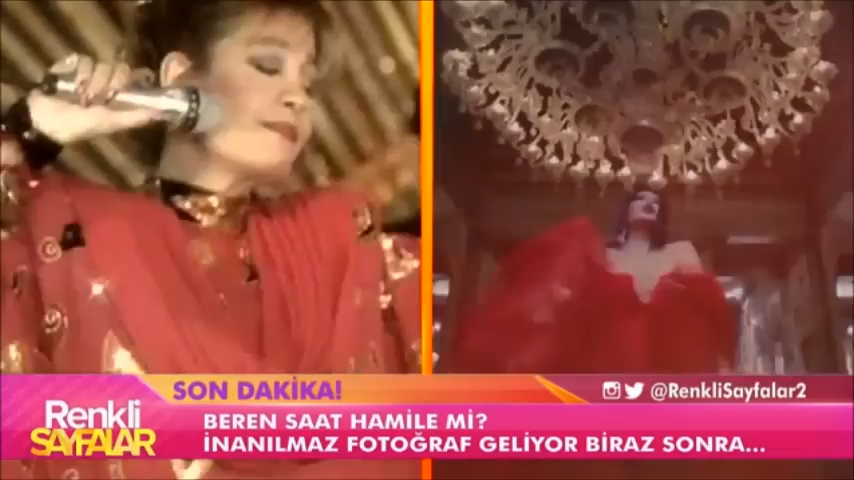 SON DAKİKA!
@RenkliSayfalar2
Renkli
SAYFALAR
BEREN SAAT HAMİLE Mİ?
İNANILMAZ FOTOĞRAF GELİYOR BİRAZ SONRA...